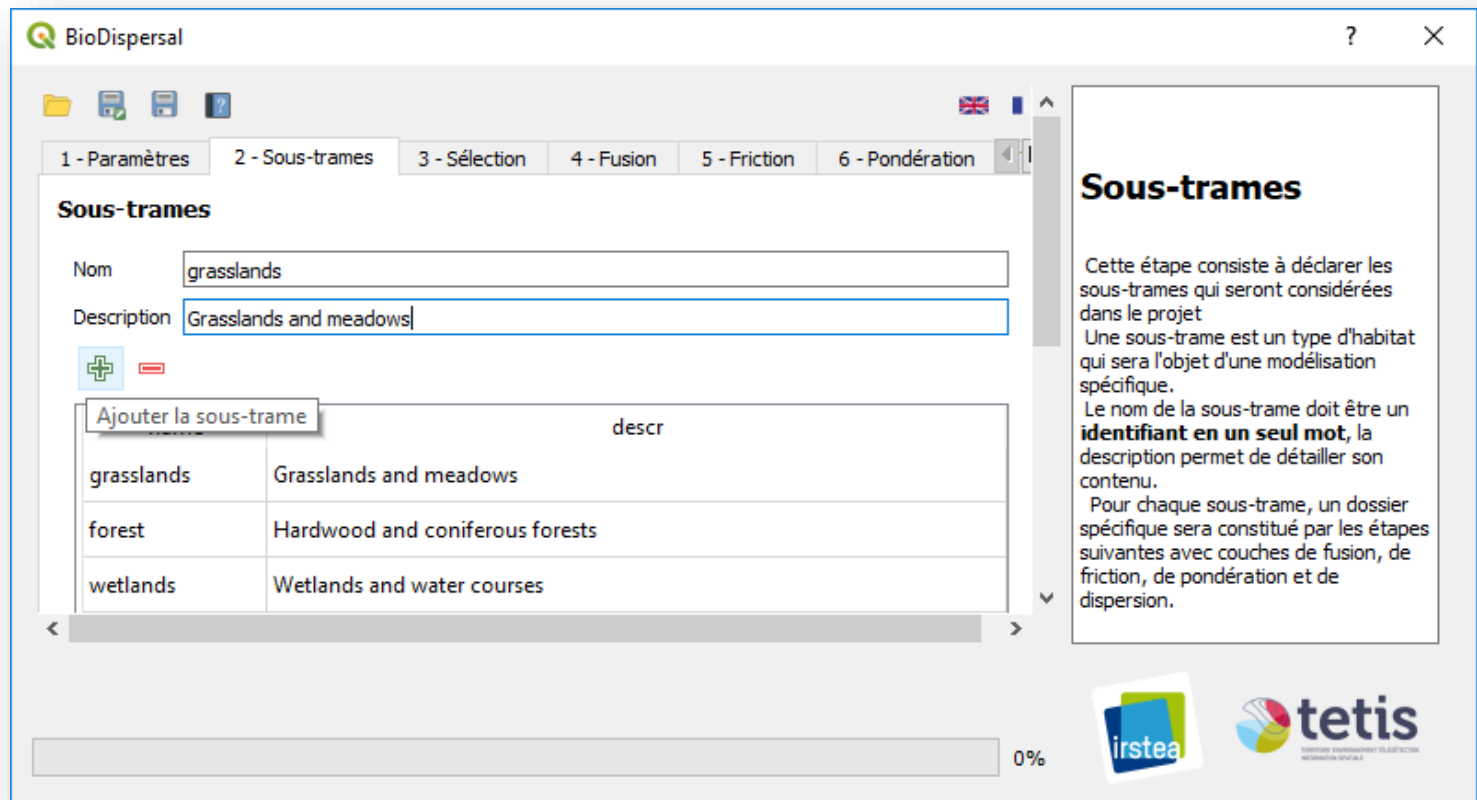 BioDispersal
?
1 - Paramètres
2 - Sous-trames
3 - Sélection
4 - Fusion
5 - Friction
6 - Pondération
Sous-trames
Nom
grasslands
Description
Grasslands and meadows
Ajouter la sous-trame
descr
grasslands
Grasslands and meadows
forest
Hardwood and coniferous forests
wetlands
Wetlands and water courses
0%
Sous-trames
Cette étape consiste à déclarer les
sous-trames qui seront considérées
dans le projet
Une sous-trame est un type d'habitat
qui sera l'objet d'une modélisation
spécifique.
Le nom de la sous-trame doit être un
identifiant en un seul mot, la
description permet de détailler son
contenu.
Pour chaque sous-trame, un dossier
spécifique sera constitué par les étapes
suivantes avec couches de fusion, de
friction, de pondération et de
dispersion.
irstea
tetis
TERRITOIRE ENVIRONNEMENT TÉLÉDÉTECTION
INFORMATION SPATIALE